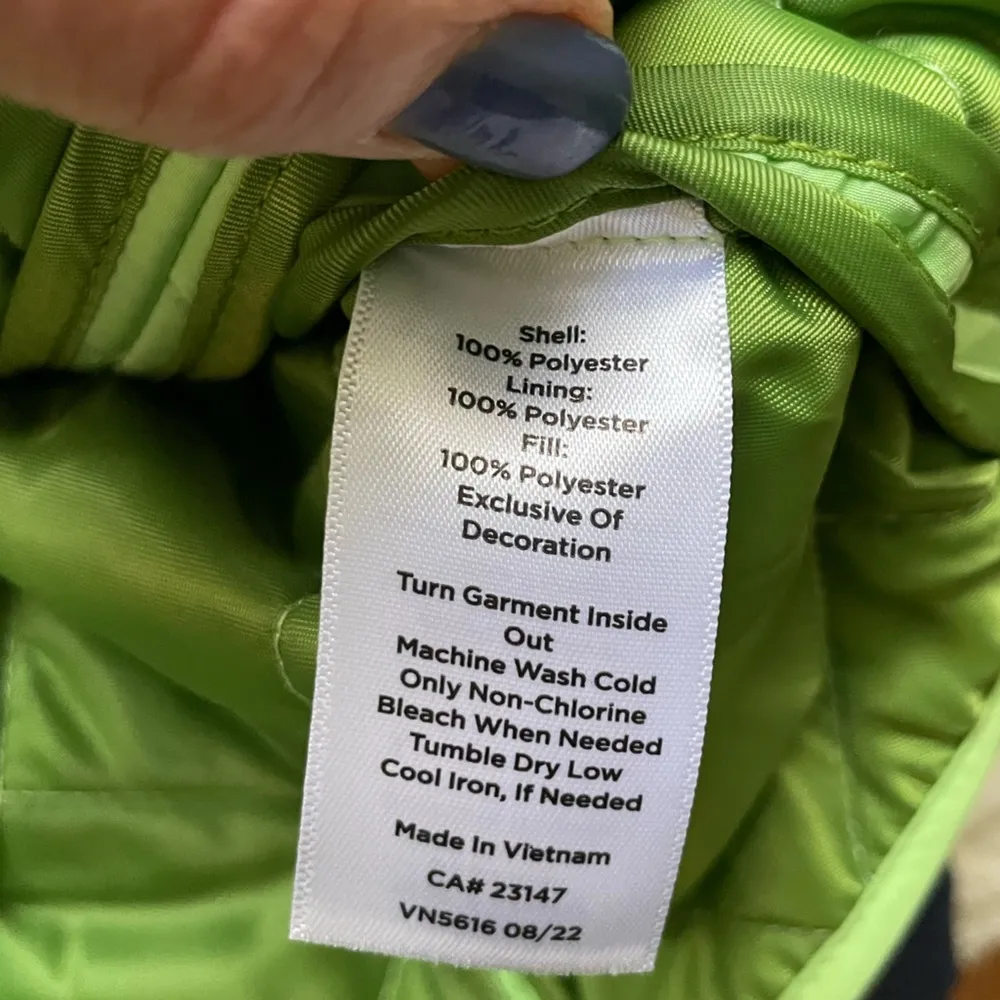 Shell:
100% Polyester
Lining:
100% Polyester
Fill:
100% Polyester
Exclusive Of
Decoration
Turn Garment Inside
Out
Machine Wash Cold
Only Non-Chlorine
Bleach When Needed
Tumble Dry Low
Cool Iron, If Needed
Made In Vietnam
CA# 23147
VN5616 08/22